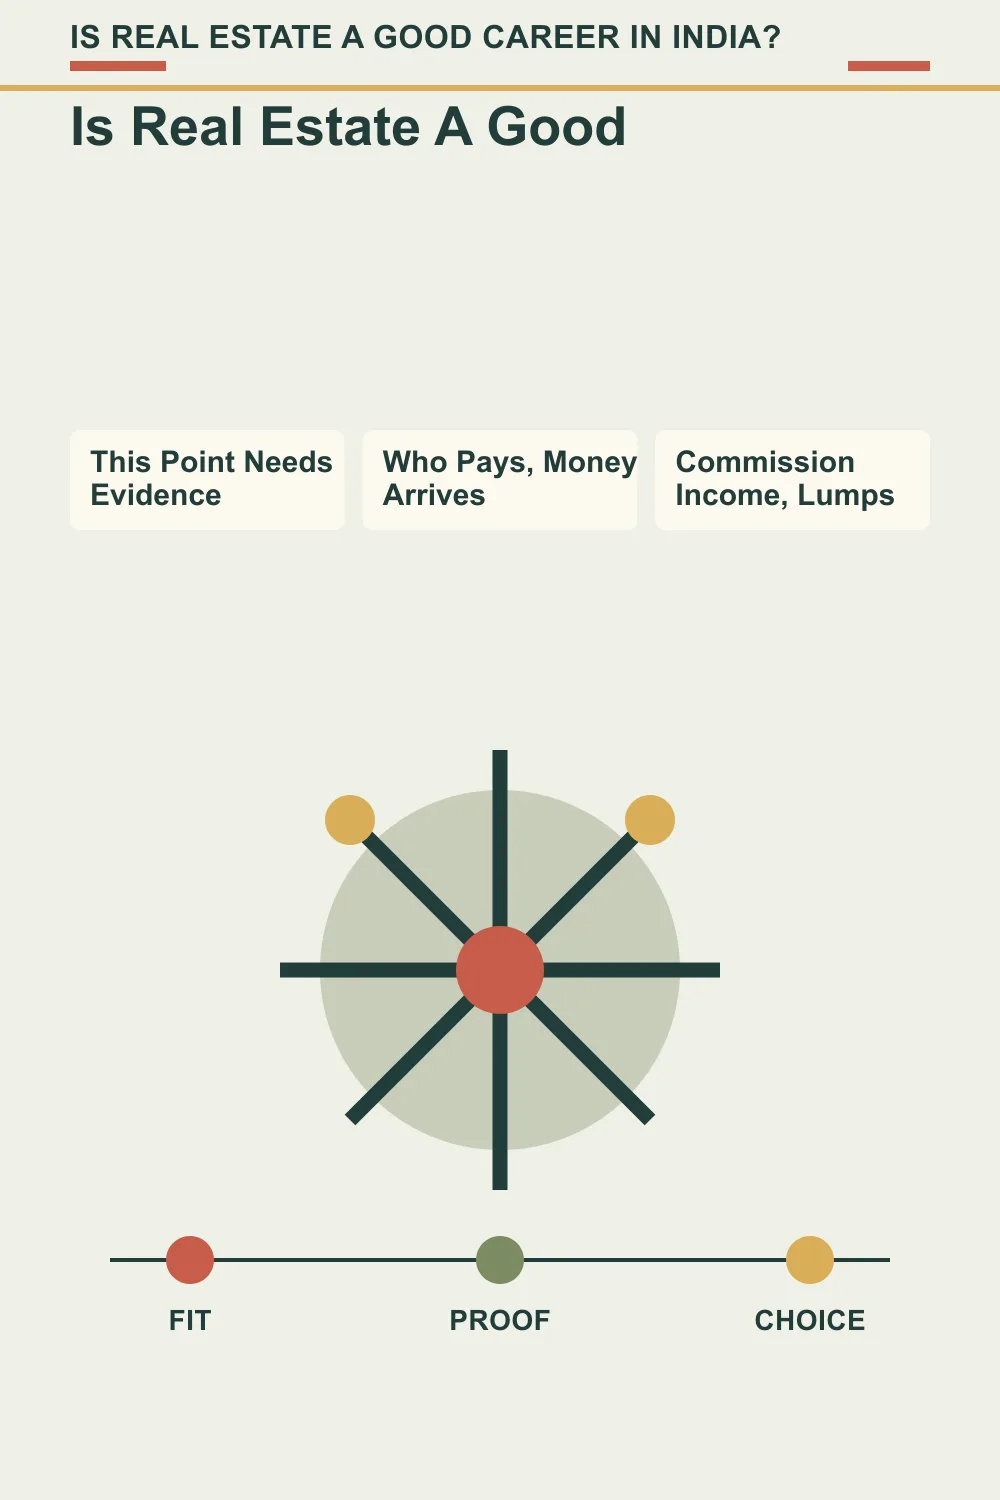 IS REAL ESTATE A GOOD CAREER IN INDIA?
Is Real Estate A Good
This Point Needs
Evidence
Who Pays, Money
Arrives
Commission
Income, Lumps
FIT
PROOF
CHOICE